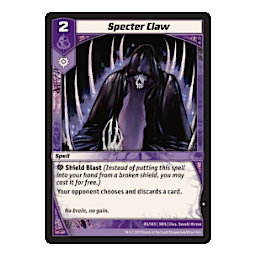 2
Specter Claw
Spell
Shield Blast (Instead of putting this spell
into your hand from a broken shield, you may
cast it for free.)
Your opponent chooses and discards a card.
No brain, no gain.